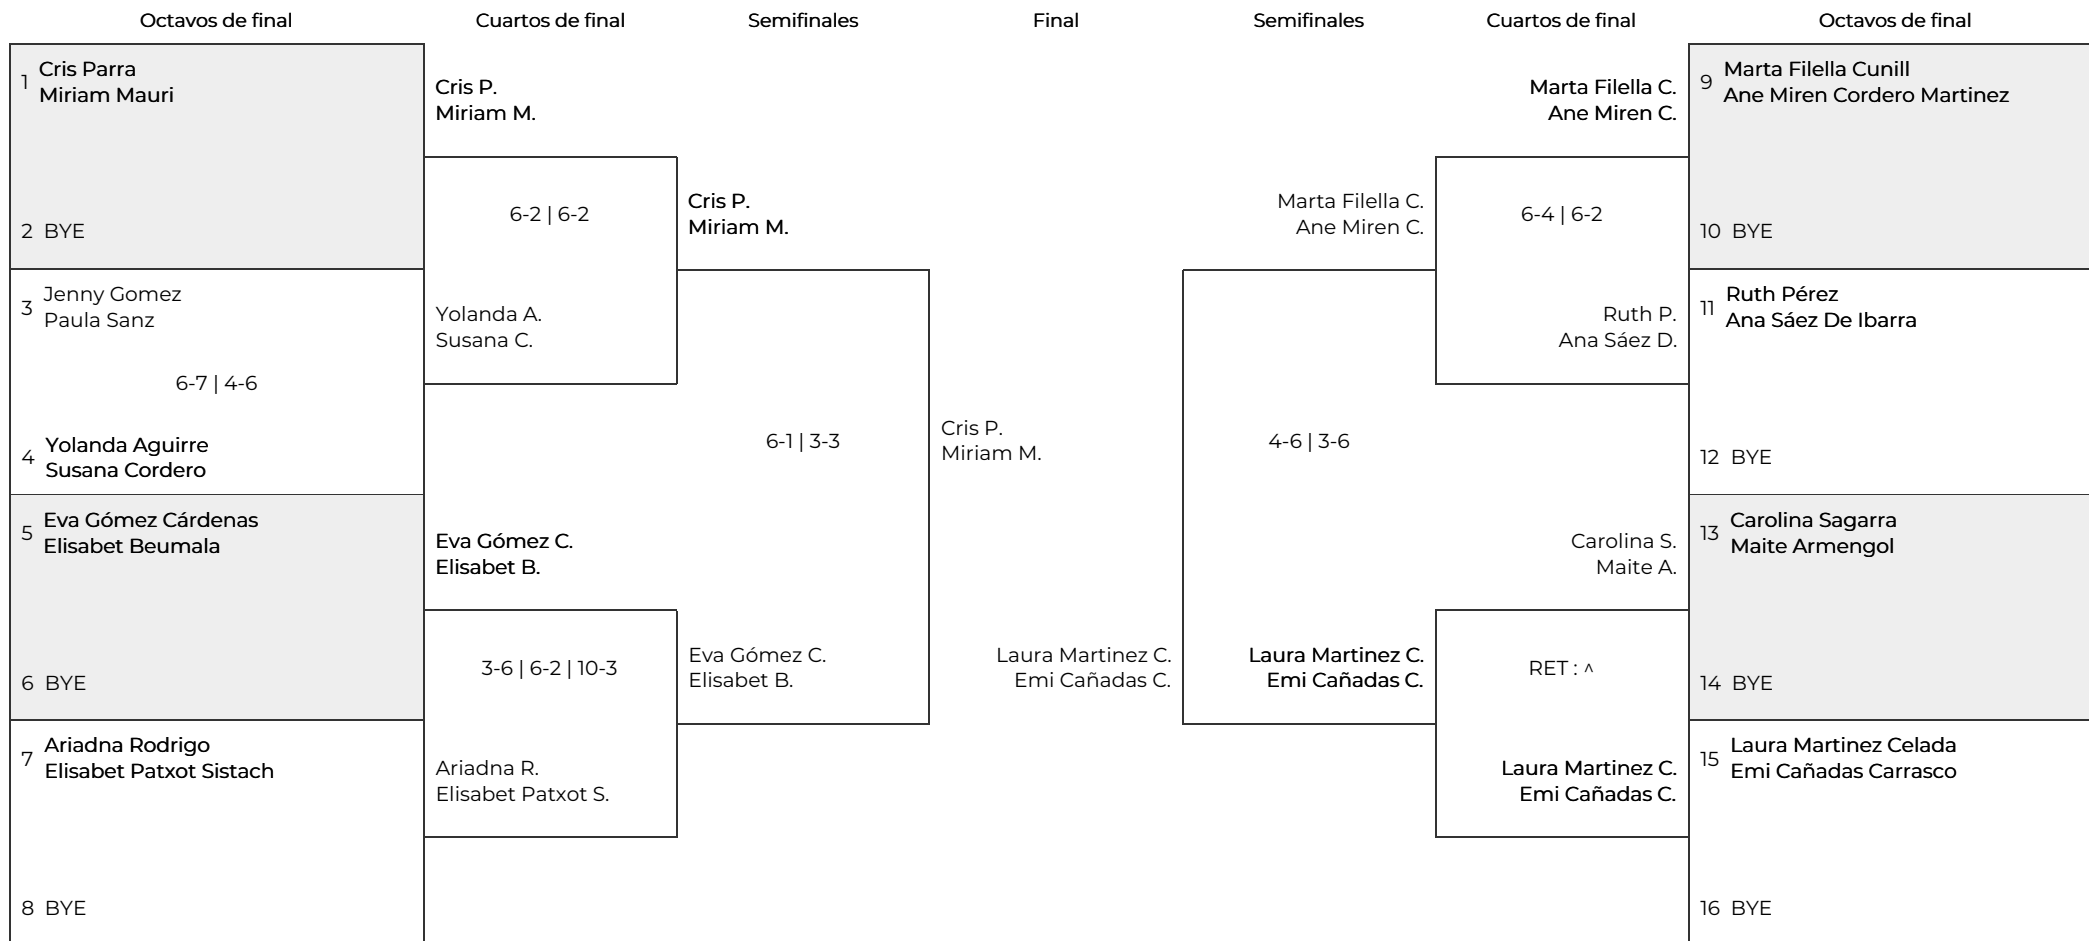 Octavos de final
Cuartos de final
Semifinales
Final
Semifinales
Cuartos de final
Octavos de final
1 Cris Parra
Miriam Mauri
2 BYE
3 Jenny Gomez
Paula Sanz
6-7 | 4-6
4 Yolanda Aguirre
Susana Cordero
5 Eva Gómez Cárdenas
Elisabet Beumala
6 BYE
7 Ariadna Rodrigo
Elisabet Patxot Sistach
8 BYE
Cris P.
Miriam M.
6-2 | 6-2
Yolanda A.
Susana C.
Eva Gómez C.
Elisabet B.
3-6 | 6-2 | 10-3
Ariadna R.
Elisabet Patxot S.
Cris P.
Miriam M.
6-1 | 3-3
Eva Gómez C.
Elisabet B.
Cris P.
Miriam M.
Laura Martinez C.
Emi Cañadas C.
Marta Filella C.
Ane Miren C.
4-6 | 3-6
Laura Martinez C.
Emi Cañadas C.
Marta Filella C.
Ane Miren C.
6-4 | 6-2
Ruth P.
Ana Sáez D.
Carolina S.
Maite A.
RET : ^
Laura Martinez C.
Emi Cañadas C.
9 Marta Filella Cunill
Ane Miren Cordero Martinez
10 BYE
11 Ruth Pérez
Ana Sáez De Ibarra
12 BYE
13 Carolina Sagarra
Maite Armengol
14 BYE
15 Laura Martinez Celada
Emi Cañadas Carrasco
16 BYE